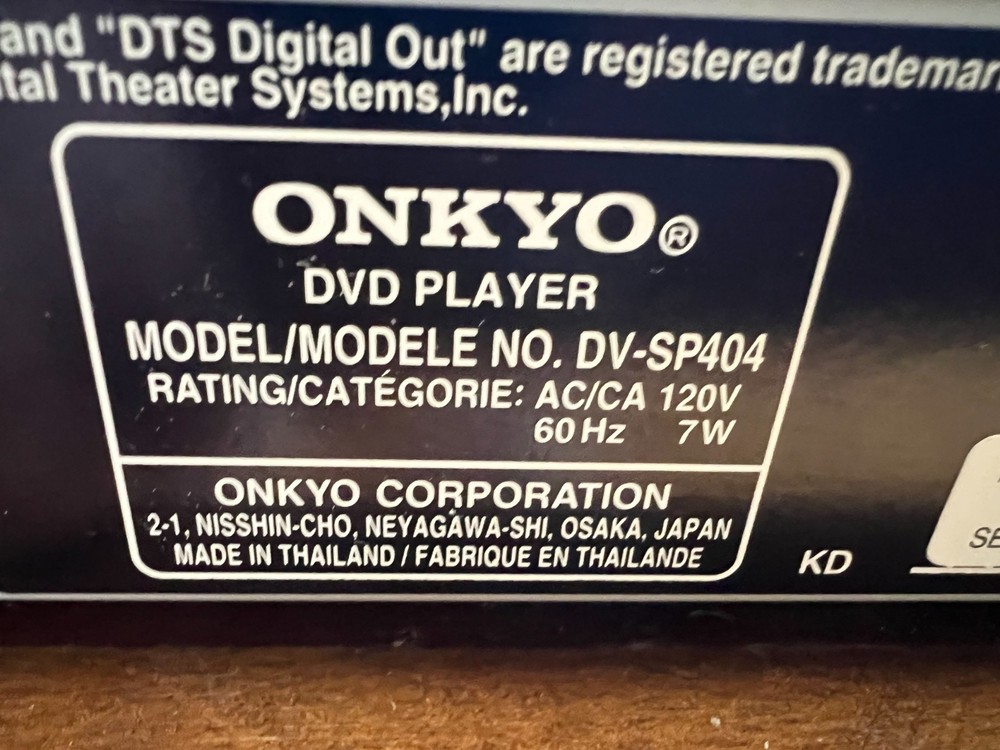 and "DTS Digital Out" are registered
Theater Systems,Inc.
ONKYO®
DVD PLAYER
MODEL/MODELE NO. DV-SP404
RATING/CATÉGORIE: AC/CA 120V
60 Hz 7W
ONKYO CORPORATION
2-1, NISSHIN-CHO, NEYAGAWA-SHI, OSAKA, JAPAN
MADE IN THAILAND / FABRIQUE EN THAILANDE
KD